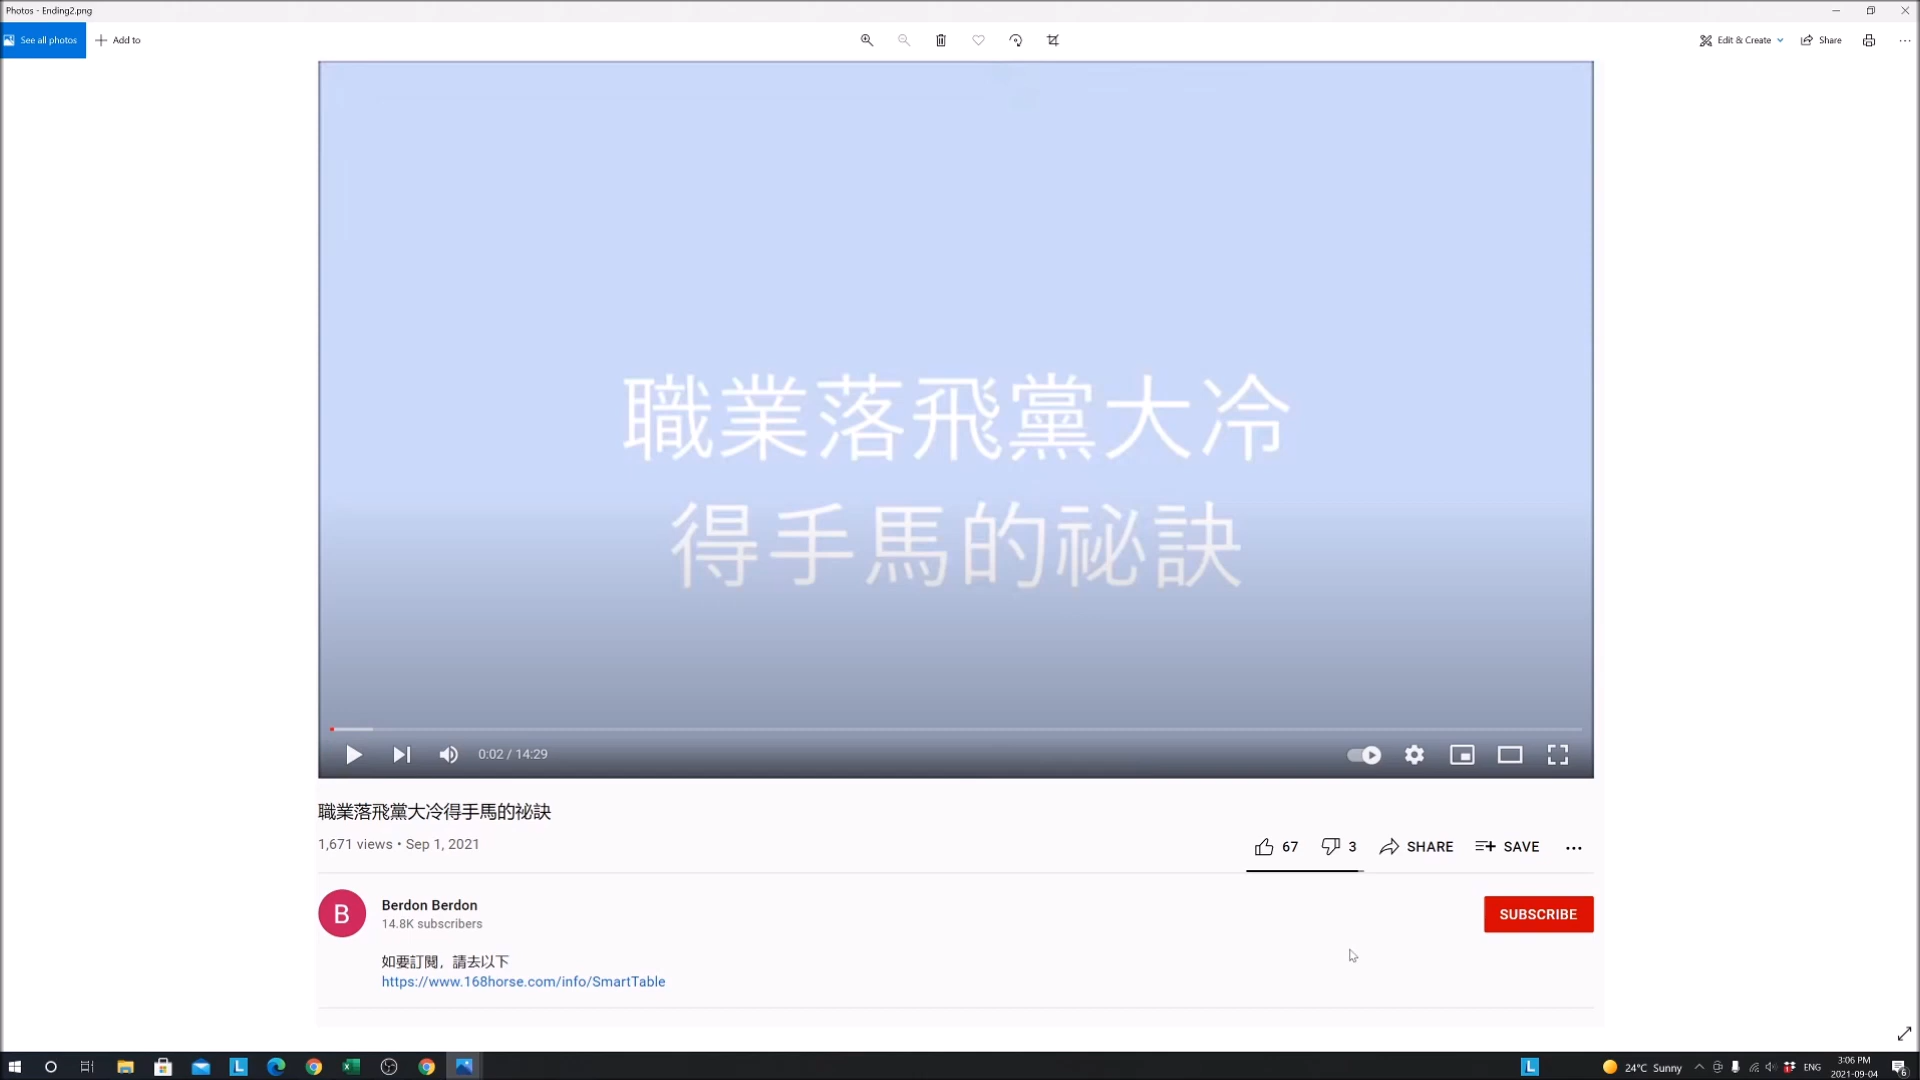 Photos - Ending2.png
See all photos
Add to
Edit & Create
Share
職業落飛黨大冷
得手馬的祕訣
0:02 / 14:29
職業落飛黨大冷得手馬的祕訣
1,671 views • Sep 1, 2021
67
3
SHARE
SAVE
B
Berdon Berdon
14.8K subscribers
SUBSCRIBE
如要訂閱，請去以下
https://www.168horse.com/info/SmartTable
24°C Sunny
ENG
3:06 PM
2021-09-04